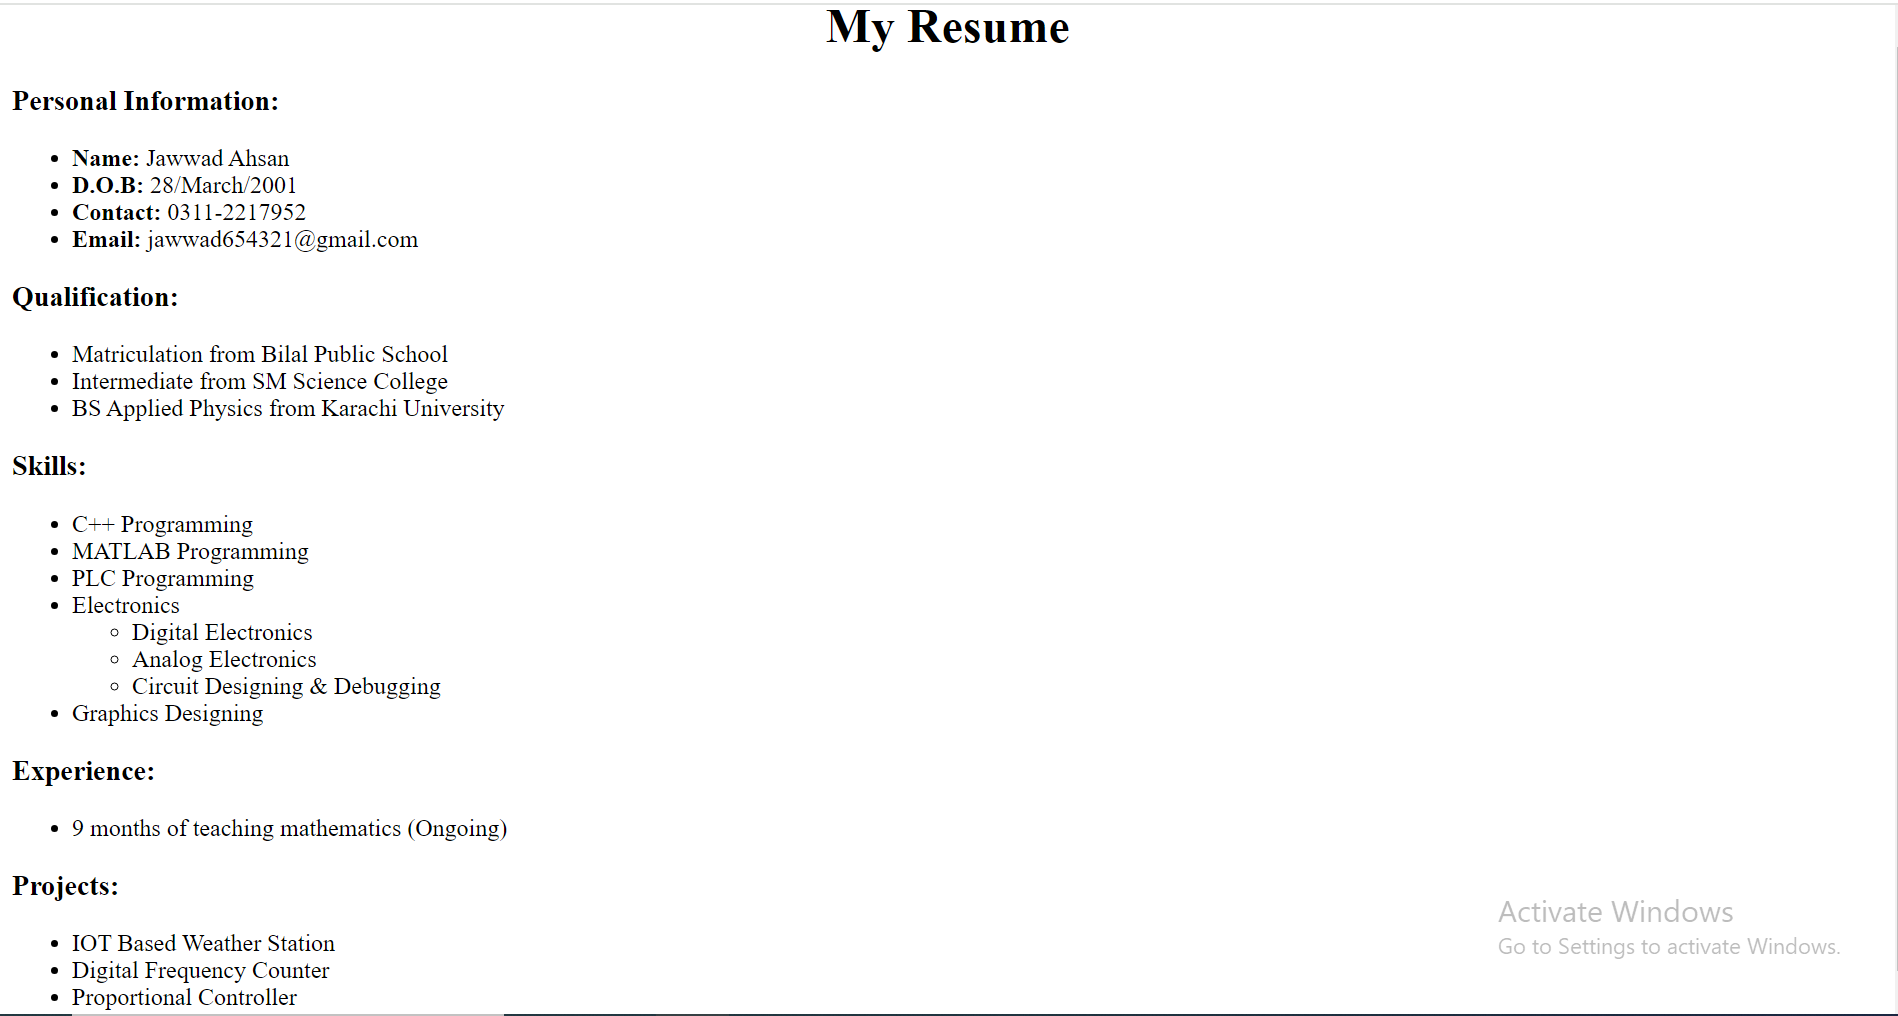 My Resume
Personal Information:
Name: Jawwad Ahsan
D.O.B: 28/March/2001
Contact: 0311-2217952
Email: jawwad654321@gmail.com
Qualification:
Matriculation from Bilal Public School
Intermediate from SM Science College
BS Applied Physics from Karachi University
Skills:
C++ Programming
MATLAB Programming
PLC Programming
Electronics
Digital Electronics
Analog Electronics
Circuit Designing & Debugging
Graphics Designing
Experience:
9 months of teaching mathematics (Ongoing)
Projects:
IOT Based Weather Station
Digital Frequency Counter
Proportional Controller
Activate Windows
Go to Settings to activate Windows.